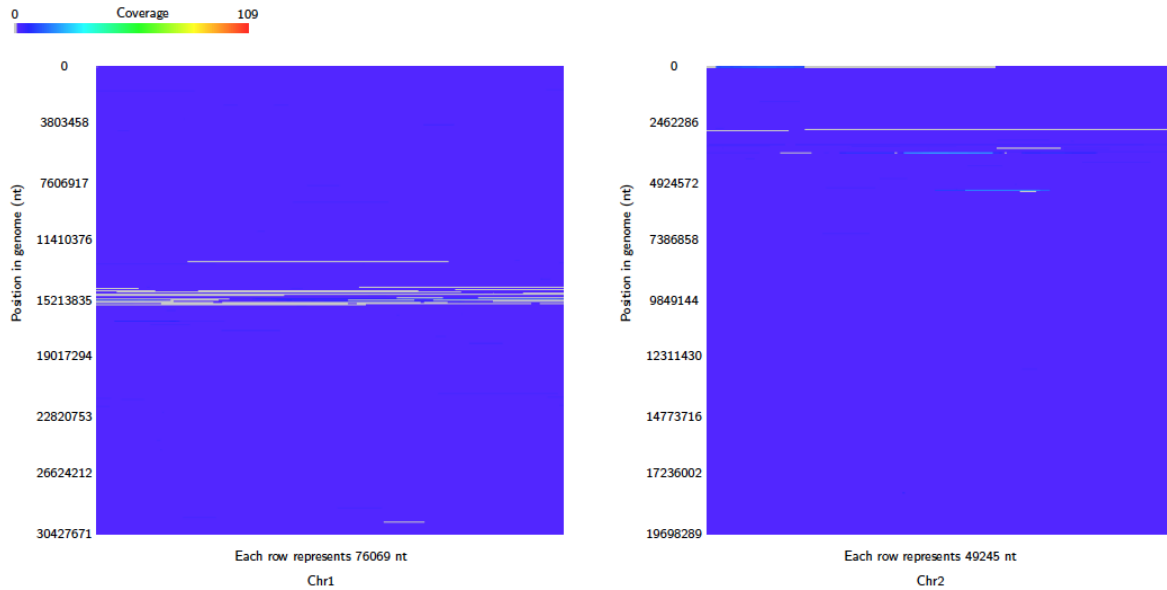 0 Coverage 109
0
3803458
7606917
11410376
15213835
19017294
22820753
26624212
30427671
Position in genome (nt)
Each row represents 76069 nt
Chr1
0
2462286
4924572
7386858
9849144
12311430
14773716
17236002
19698289
Position in genome (nt)
Each row represents 49245 nt
Chr2